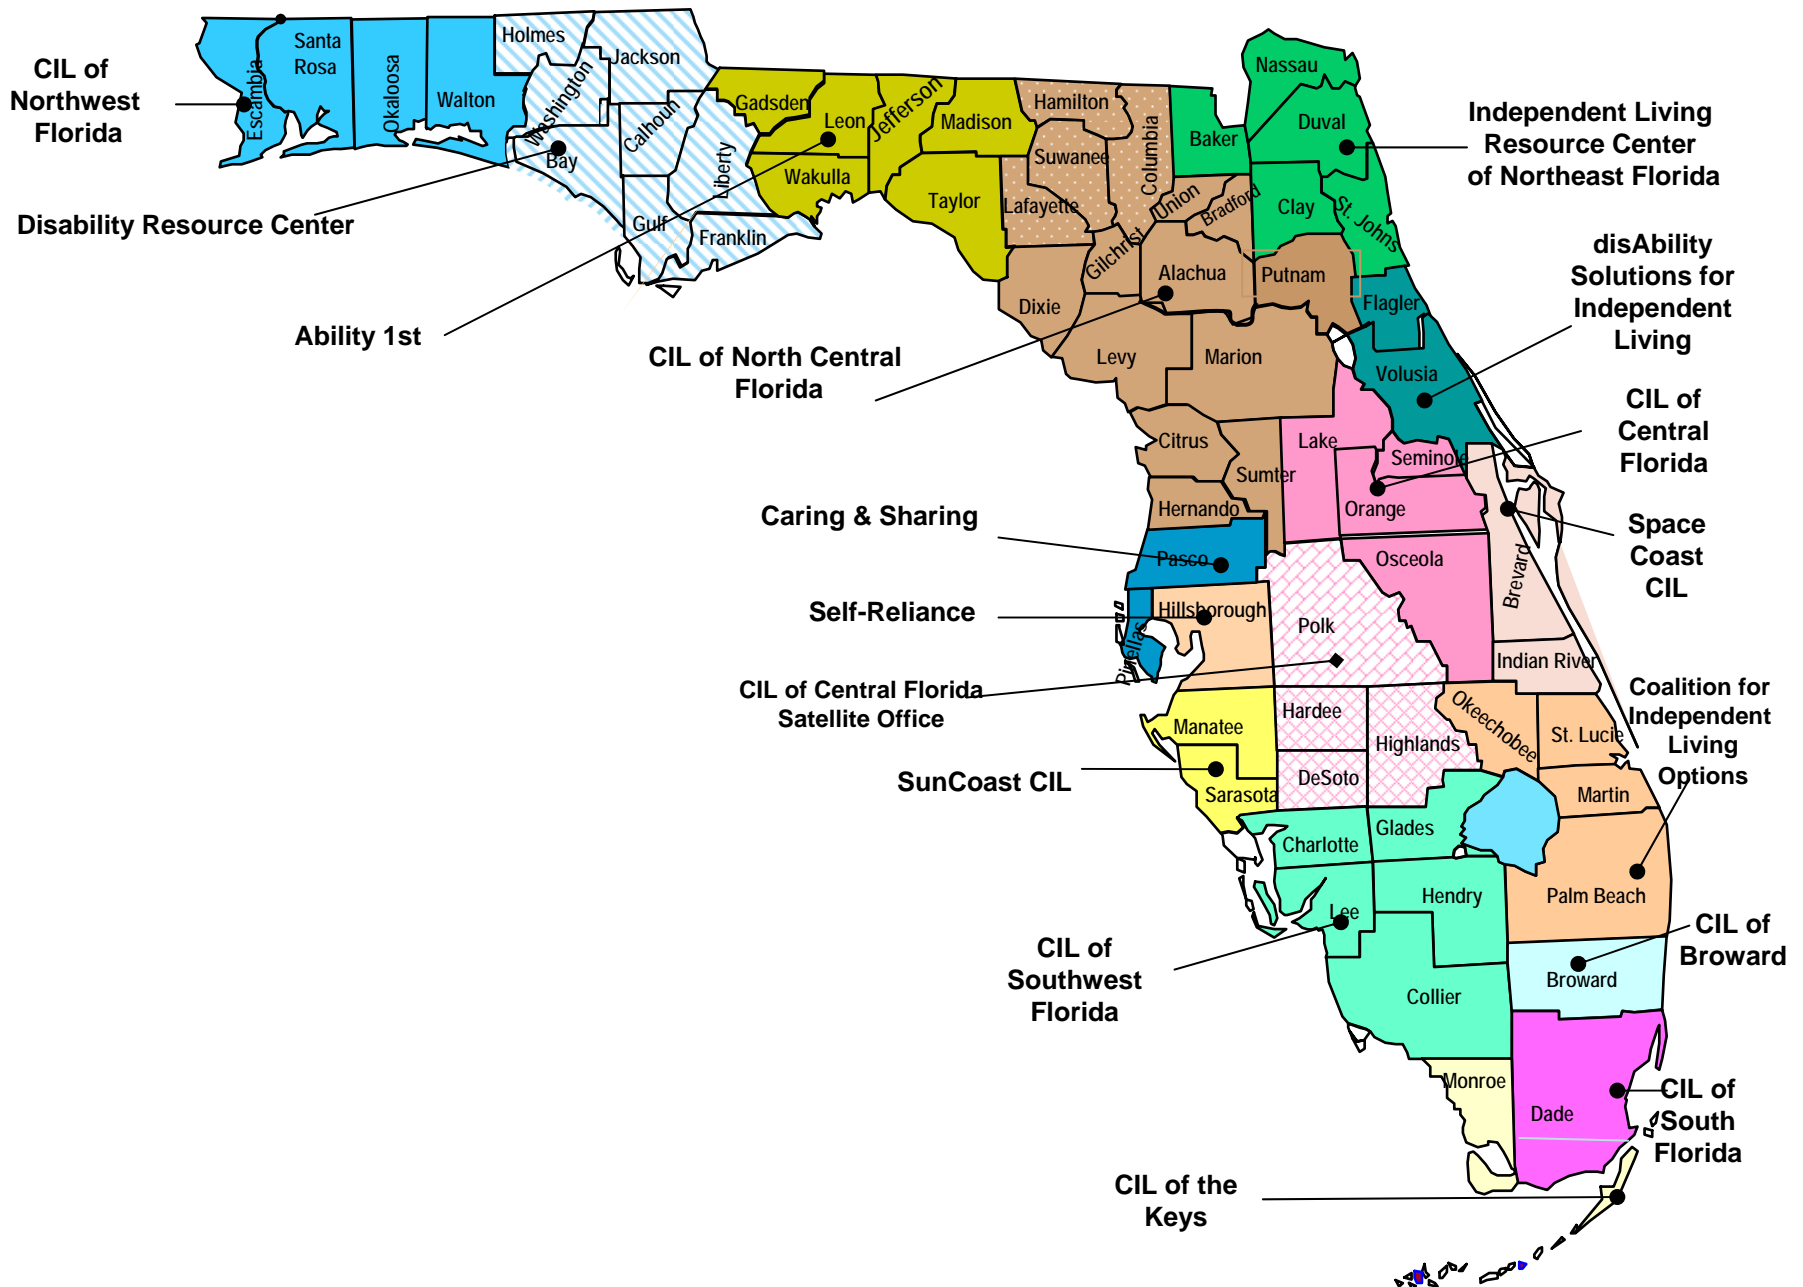 CIL of
Northwest
Florida
Disability Resource Center
Ability 1st
CIL of North Central
Florida
Caring & Sharing
Self-Reliance
CIL of Central Florida
Satellite Office
SunCoast CIL
CIL of
Southwest
Florida
CIL of the
Keys
Independent Living
Resource Center
of Northeast Florida
disAbility
Solutions for
Independent
Living
CIL of
Central
Florida
Space
Coast
CIL
Coalition for
Independent
Living
Options
CIL of
Broward
CIL of
South
Florida
Escambia
Santa
Rosa
Okaloosa
Walton
Holmes
Washington
Jackson
Bay
Calhoun
Gulf
Liberty
Franklin
Gadsden
Leon
Wakulla
Jefferson
Madison
Taylor
Hamilton
Suwanee
Lafayette
Columbia
Baker
Nassau
Duval
Clay
St. Johns
Union
Bradford
Gilchrist
Alachua
Putnam
Dixie
Levy
Marion
Flagler
Volusia
Citrus
Sumter
Hernando
Lake
Seminole
Orange
Osceola
Brevard
Indian River
Pasco
Pinellas
Hillsborough
Polk
Manatee
Sarasota
Hardee
DeSoto
Highlands
Okeechobee
St. Lucie
Martin
Charlotte
Glades
Lee
Hendry
Palm Beach
Collier
Broward
Monroe
Dade